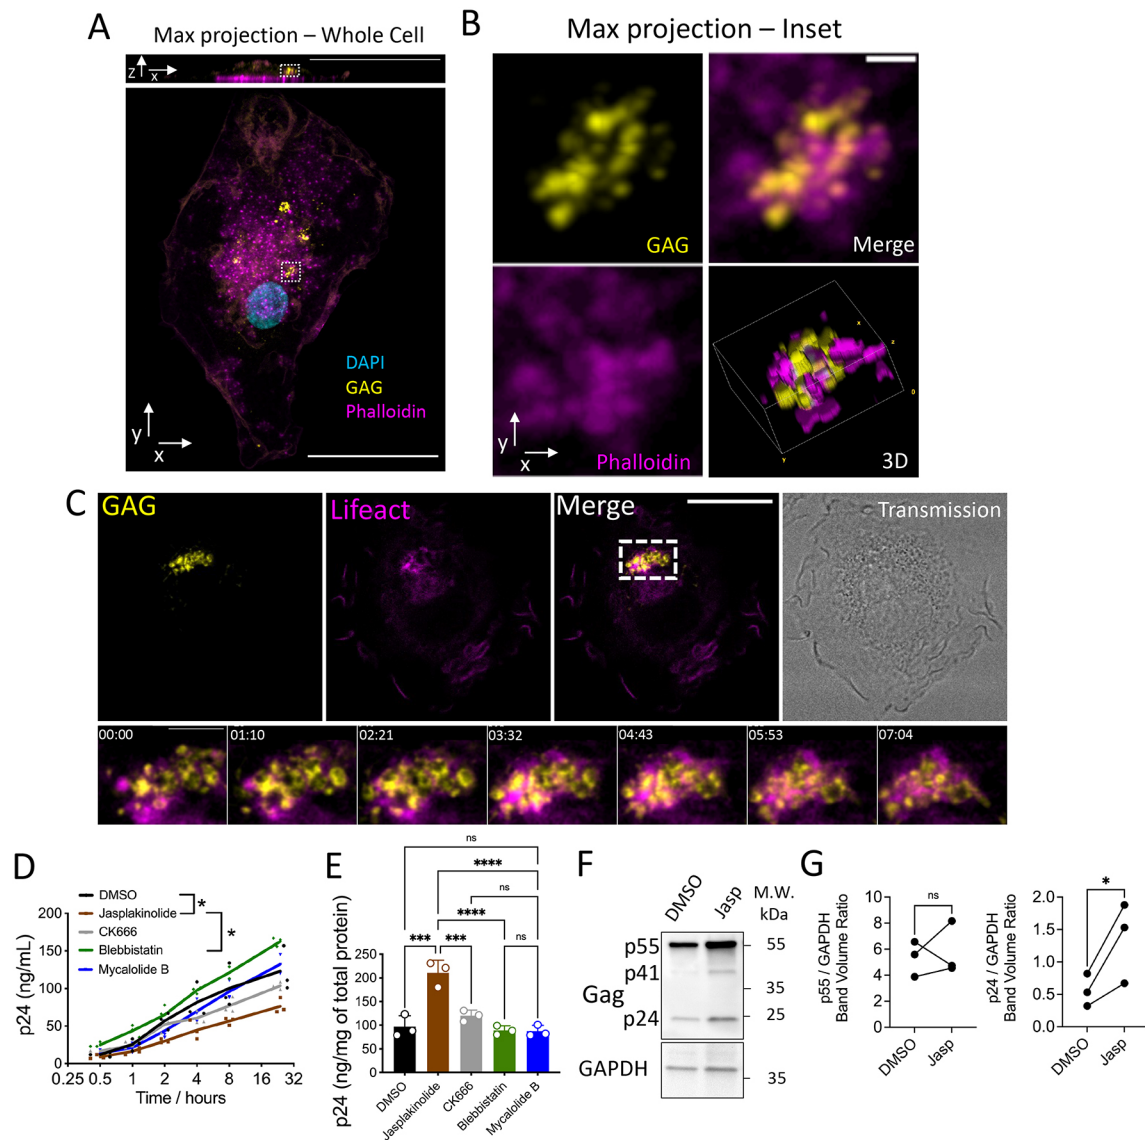 A
Max projection – Whole Cell
z
x
DAPI
GAG
Phalloidin
y
x
B
Max projection – Inset
GAG
Merge
Phalloidin
y
x
x
z
0
y
3D
C
GAG
Lifeact
Merge
Transmission
00:00
01:10
02:21
03:32
04:43
05:53
07:04
D
DMSO
Jasplakinolide
CK666
Blebbistatin
Mycalolide B
*
*
p24 (ng/mL)
200
150
100
50
0
0.25 0.5 1 2 4 8 16 32
Time / hours
E
ns
****
ns
****
*** *** ns
p24 (ng/mg of total protein)
250
200
150
100
50
0
DMSO
Jasplakinolide
CK666
Blebbistatin
Mycalolide B
F
DMSO
Jasp
M.W.
kDa
p55
p41
Gag
p24
GAPDH
55
35
25
35
G
p55 / GAPDH
Band Volume Ratio
10
8
6
4
2
0
ns
DMSO
Jasp
p24 / GAPDH
Band Volume Ratio
2.0
1.5
1.0
0.5
0.0
*
DMSO
Jasp